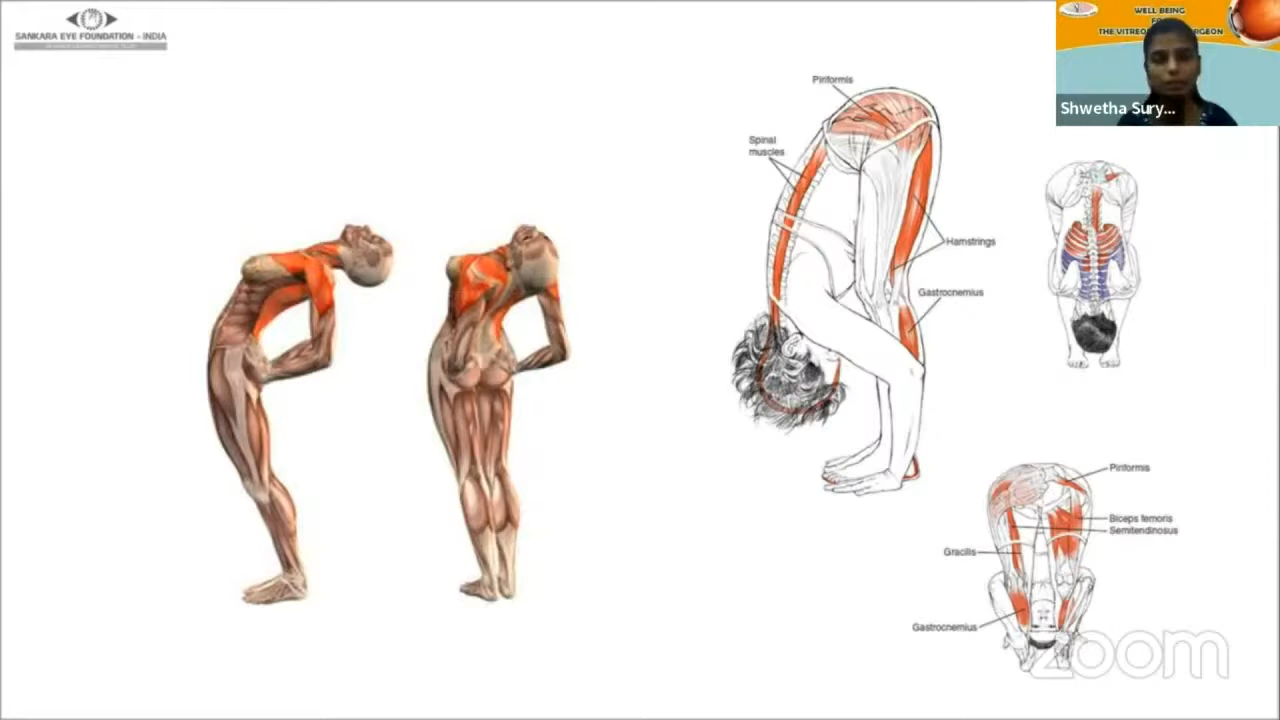 SANKARA EYE FOUNDATION - INDIA
WELL BEING
THE VITREO
Shwetha Sury...
Piriformis
Spinal
muscles
Hamstrings
Gastrocnemius
Piriformis
Biceps femoris
Semitendinosus
Gracilis
Gastrocnemius
zoom